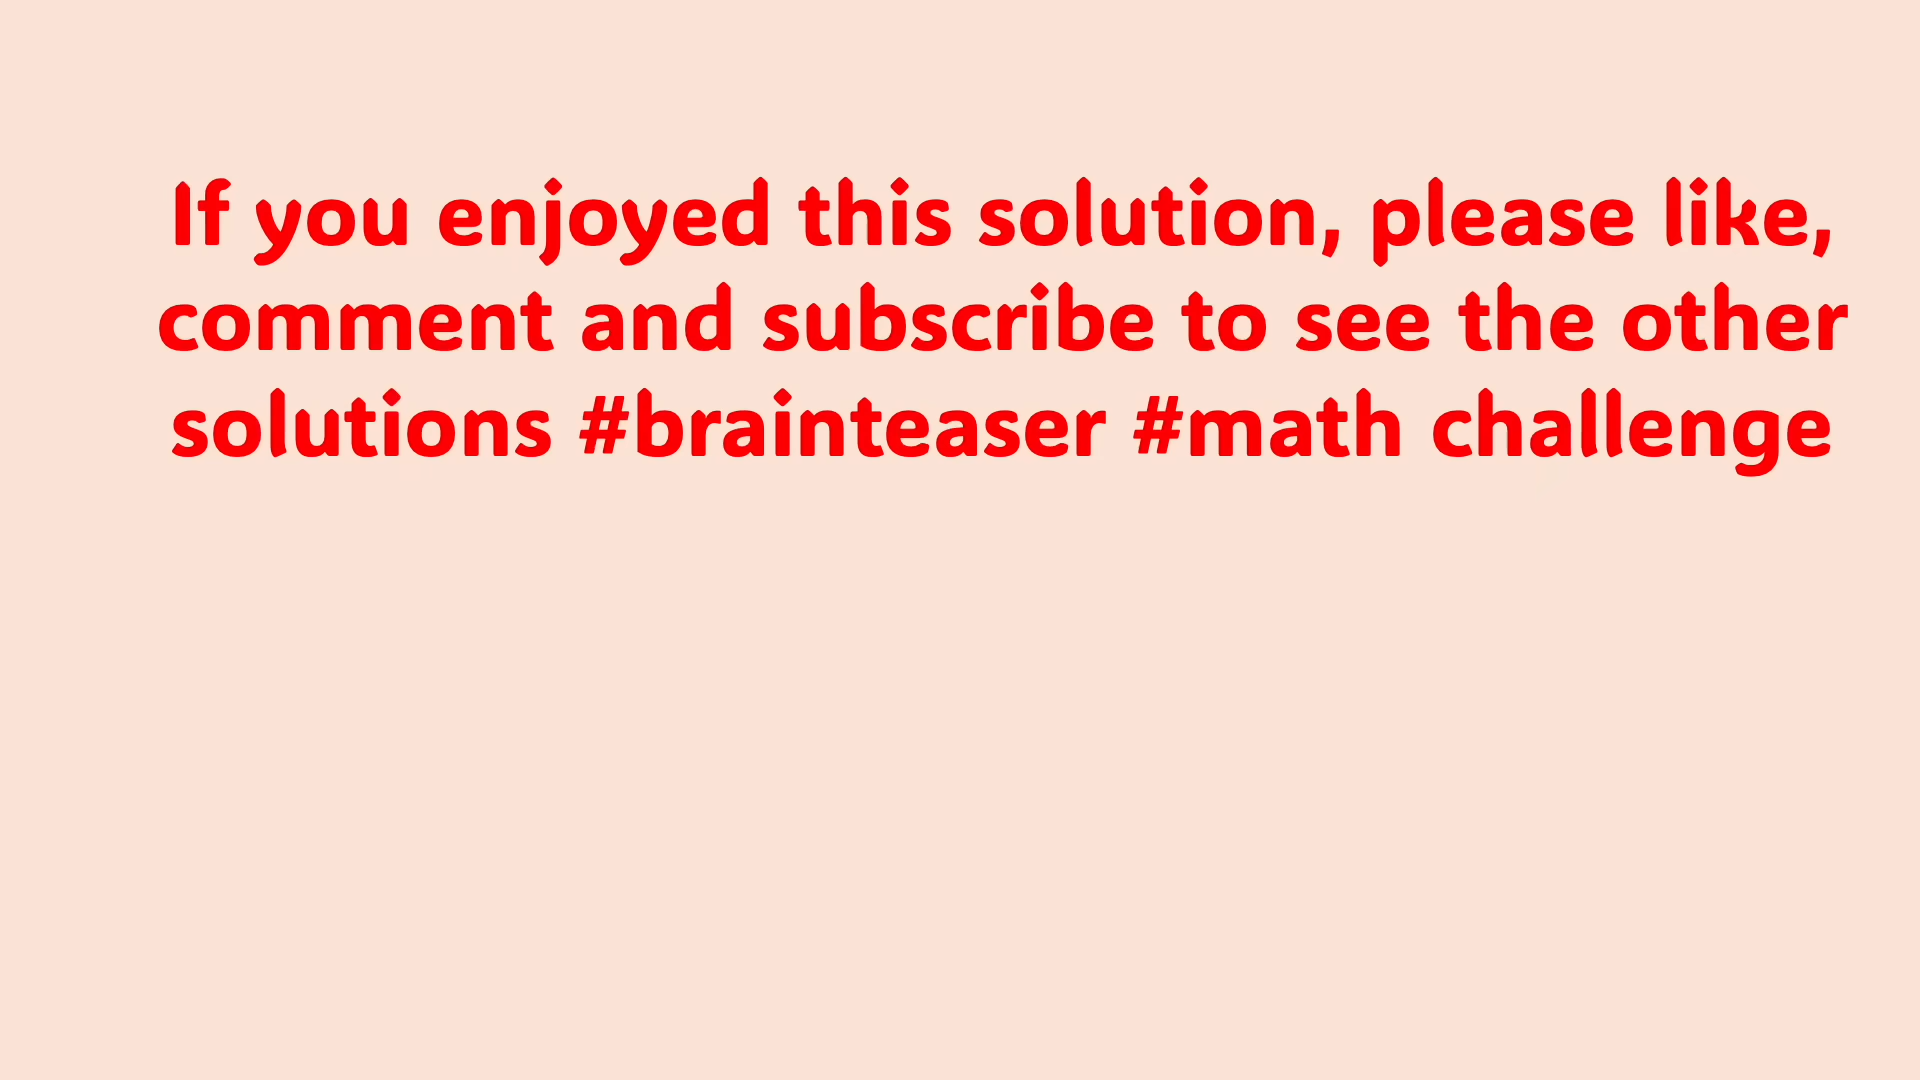 If you enjoyed this solution, please like,
comment and subscribe to see the other
solutions #brainteaser #math challenge